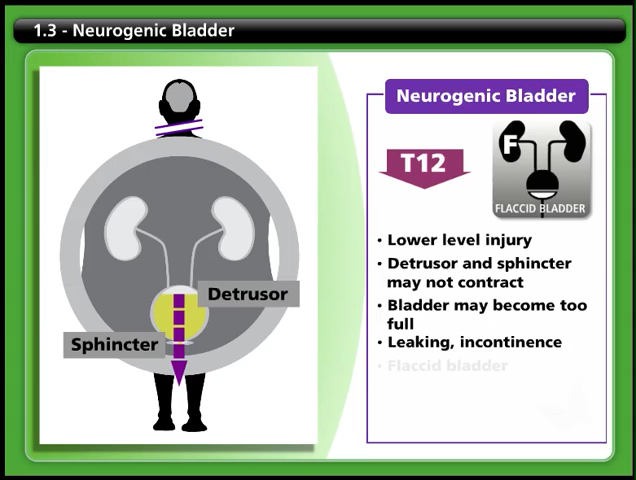 1.3 - Neurogenic Bladder
Neurogenic Bladder
T12
F
FLACCID BLADDER
• Lower level injury
• Detrusor and sphincter
may not contract
• Bladder may become too
full
• Leaking, incontinence
• Flaccid bladder
Detrusor
Sphincter